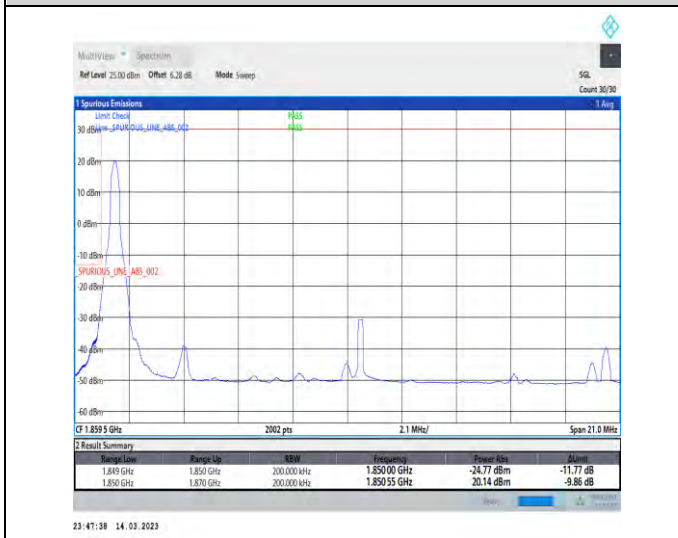 MultiView Spectrum
Ref Level 25.00 dBm Offset 6.28 dB Mode Sweep SGL
Count 30/30
1 Spurious Emissions 1 Avg
Limit Check PASS
Line _SPURIOUS_LINE_ABS_002 PASS
30 dBm
20 dBm
10 dBm
0 dBm
-10 dBm
_SPURIOUS_LINE_ABS_002
-20 dBm
-30 dBm
-40 dBm
-50 dBm
-60 dBm
CF 1.859 5 GHz 2002 pts 2.1 MHz/ Span 21.0 MHz
2 Result Summary
Range Low Range Up RBW Frequency Power Abs ΔLimit
1.849 GHz 1.850 GHz 200.000 kHz 1.850 00 GHz -24.77 dBm -11.77 dB
1.850 GHz 1.870 GHz 200.000 kHz 1.850 55 GHz 20.14 dBm -9.86 dB
23:47:38 14.03.2023